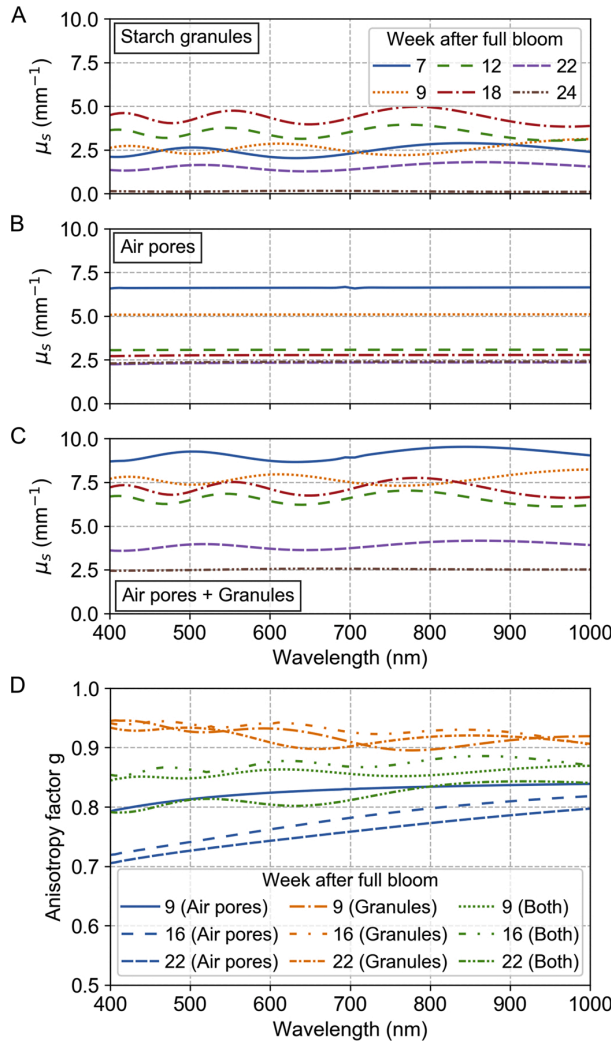 A
Starch granules
Week after full bloom
7 12 22
9 18 24
10.0
7.5
5.0
2.5
0.0
μs (mm−1)
B
Air pores
10.0
7.5
5.0
2.5
0.0
μs (mm−1)
C
10.0
7.5
5.0
2.5
0.0
μs (mm−1)
Air pores + Granules
400 500 600 700 800 900 1000
Wavelength (nm)
D
1.0
0.9
0.8
0.7
0.6
0.5
Anisotropy factor g
Week after full bloom
9 (Air pores) 9 (Granules) 9 (Both)
16 (Air pores) 16 (Granules) 16 (Both)
22 (Air pores) 22 (Granules) 22 (Both)
400 500 600 700 800 900 1000
Wavelength (nm)